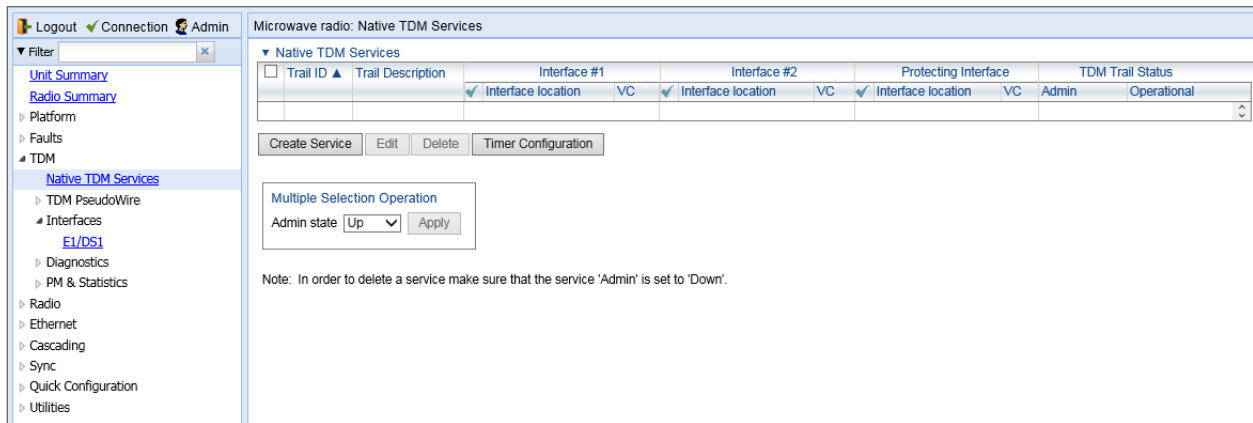 Logout Connection Admin
Filter
Unit Summary
Radio Summary
Platform
Faults
TDM
Native TDM Services
TDM PseudoWire
Interfaces
E1/DS1
Diagnostics
PM & Statistics
Radio
Ethernet
Cascading
Sync
Quick Configuration
Utilities
Microwave radio: Native TDM Services
Native TDM Services
Trail ID ▲ Trail Description Interface #1 Interface #2 Protecting Interface TDM Trail Status
Interface location VC Interface location VC Interface location VC Admin Operational
Create Service Edit Delete Timer Configuration
Multiple Selection Operation
Admin state Up Apply
Note: In order to delete a service make sure that the service 'Admin' is set to 'Down'.